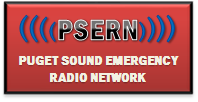 PSERN
PUGET SOUND EMERGENCY
RADIO NETWORK